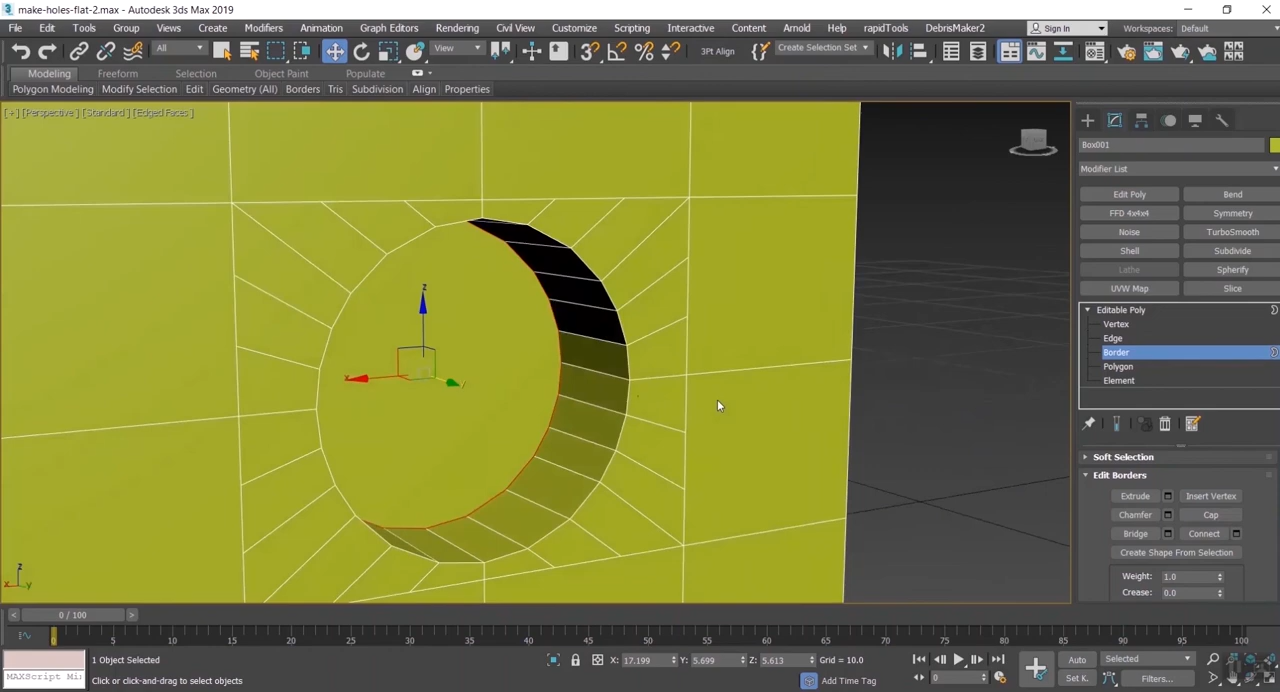 make-holes-flat-2.max - Autodesk 3ds Max 2019
File Edit Tools Group Views Create Modifiers Animation Graph Editors Rendering Civil View Customize Scripting Interactive Content Arnold Help rapidTools DebrisMaker2 Sign In Workspaces: Default
All View 3Pt Align Create Selection Set
Modeling Freeform Selection Object Paint Populate
Polygon Modeling Modify Selection Edit Geometry (All) Borders Tris Subdivision Align Properties
[+] [Perspective] [Standard] [Edged Faces]
Box001
Modifier List
Edit Poly Bend
FFD 4x4x4 Symmetry
Noise TurboSmooth
Shell Subdivide
Lathe Spherify
UVW Map Slice
Editable Poly
Vertex
Edge
Border
Polygon
Element
Soft Selection
Edit Borders
Extrude Insert Vertex
Chamfer Cap
Bridge Connect
Create Shape From Selection
Weight: 1.0
Crease: 0.0
z
x y
z
x y
< 0 / 100 >
0 5 10 15 20 25 30 35 40 45 50 55 60 65 70 75 80 85 90 95 100
1 Object Selected X: 17.199 Y: 5.699 Z: 5.613 Grid = 10.0 Auto Selected
MAXScript Mi Click or click-and-drag to select objects Add Time Tag 0 Set K. Filters...